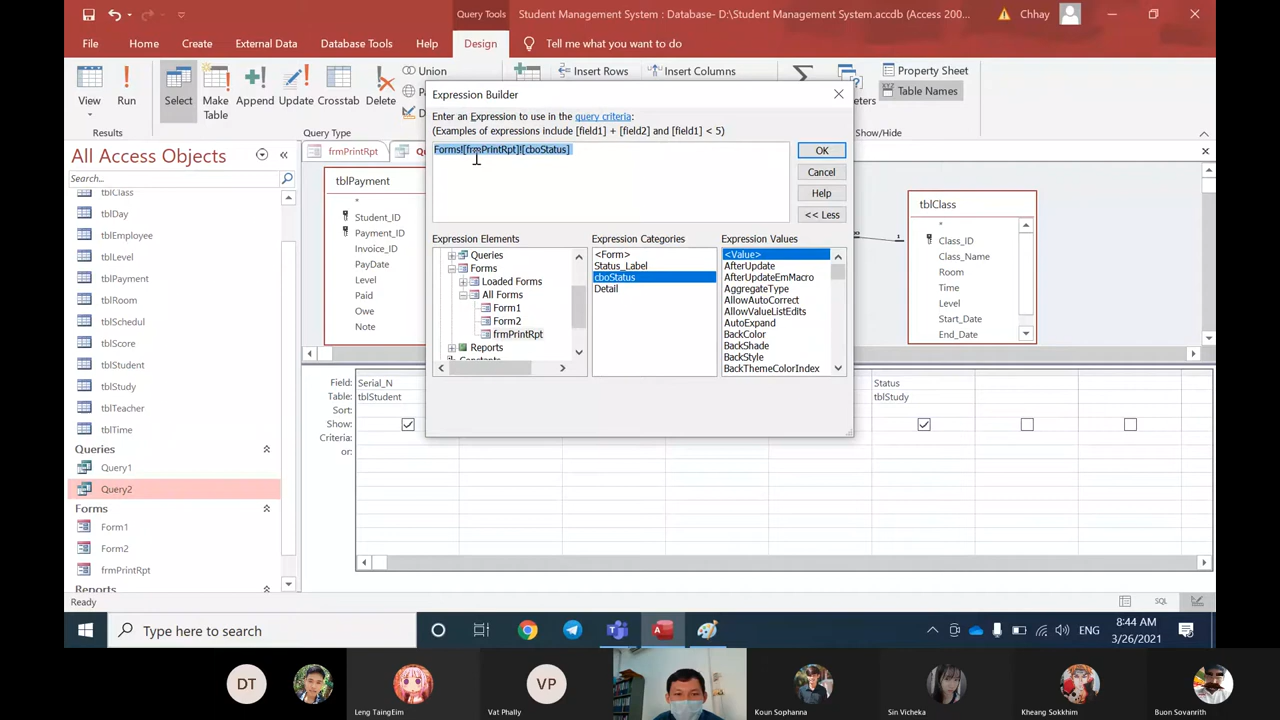 Query Tools
Student Management System : Database- D:\Student Management System.accdb (Access 200...
Chhay
File
Home
Create
External Data
Database Tools
Help
Design
Tell me what you want to do
View
Run
Select
Make
Table
Append
Update
Crosstab
Delete
Union
Insert Rows
Insert Columns
Property Sheet
Table Names
Results
Query Type
Show/Hide
Expression Builder
Enter an Expression to use in the query criteria:
(Examples of expressions include [field1] + [field2] and [field1] < 5)
Forms![frmPrintRpt]![cboStatus]
OK
Cancel
Help
<< Less
Expression Elements
Expression Categories
Expression Values
Queries
Forms
Loaded Forms
All Forms
Form1
Form2
frmPrintRpt
Reports
Constants
<Form>
Status_Label
cboStatus
Detail
<Value>
AfterUpdate
AfterUpdateEmMacro
AggregateType
AllowAutoCorrect
AllowValueListEdits
AutoExpand
BackColor
BackShade
BackStyle
BackThemeColorIndex
All Access Objects
Search...
tblClass
tblDay
tblEmployee
tblLevel
tblPayment
tblRoom
tblSchedul
tblScore
tblStudent
tblStudy
tblTeacher
tblTime
Queries
Query1
Query2
Forms
Form1
Form2
frmPrintRpt
Reports
frmPrintRpt
tblPayment
*
Student_ID
Payment_ID
Invoice_ID
PayDate
Level
Paid
Owe
Note
tblClass
*
Class_ID
Class_Name
Room
Time
Level
Start_Date
End_Date
Field: Serial_N
Table: tblStudent
Sort:
Show:
Criteria:
or:
Status
tblStudy
Ready
SQL
Type here to search
ENG
8:44 AM
3/26/2021
DT
Leng TaingEim
VP
Vat Phally
Koun Sophanna
Sin Vicheka
Kheang Sokkhim
Buon Sovanrith